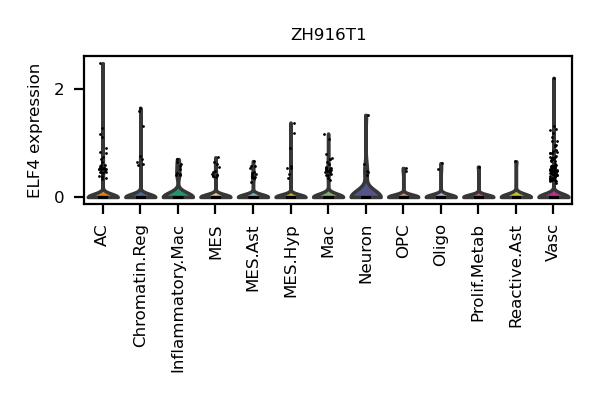 ZH916T1
ELF4 expression
2
0
AC
Chromatin.Reg
Inflammatory.Mac
MES
MES.Ast
MES.Hyp
Mac
Neuron
OPC
Oligo
Prolif.Metab
Reactive.Ast
Vasc